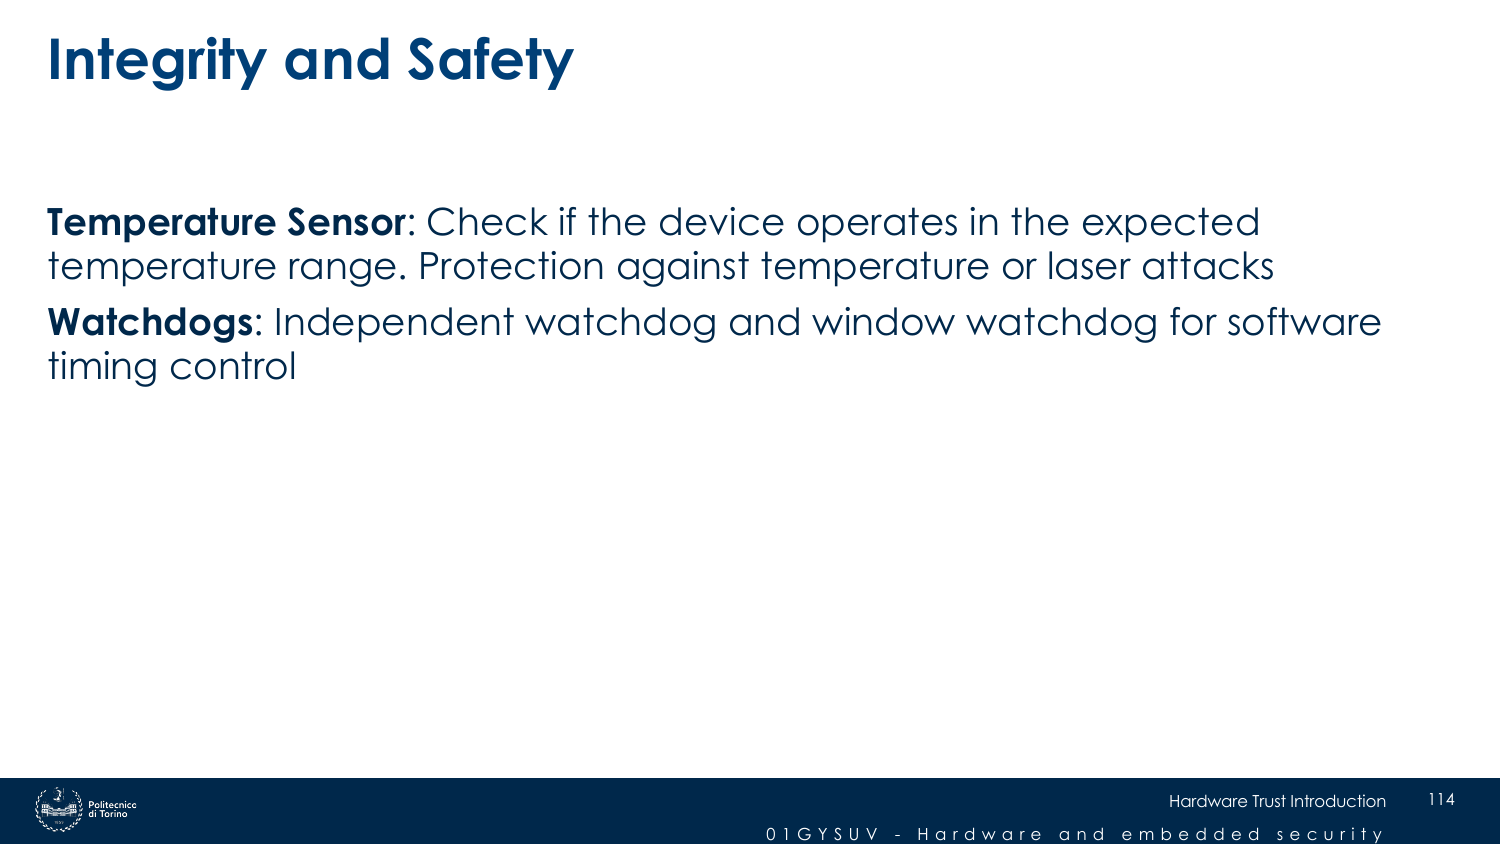 Integrity and Safety
Temperature Sensor: Check if the device operates in the expected
temperature range. Protection against temperature or laser attacks
Watchdogs: Independent watchdog and window watchdog for software
timing control
Politecnico
di Torino
Hardware Trust Introduction
114
01GYSUV - Hardware and embedded security